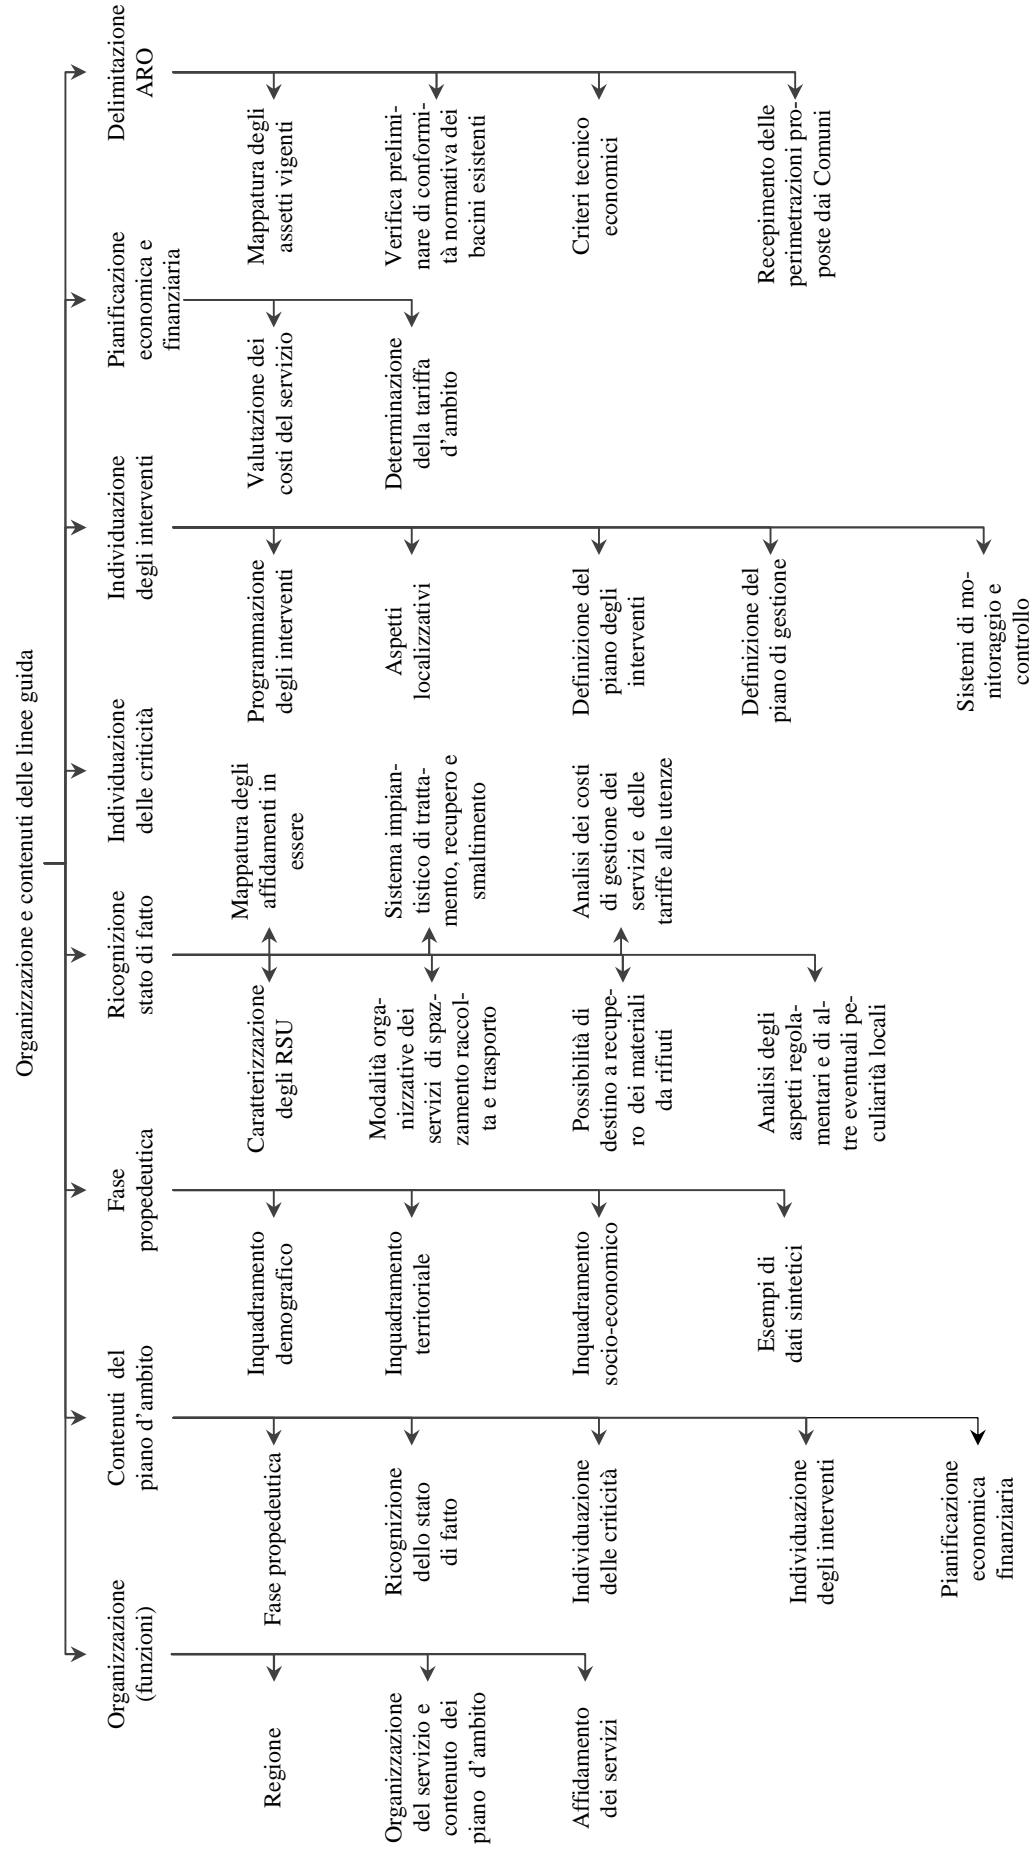 Organizzazione e contenuti delle linee guida
Organizzazione
(funzioni)
Regione
Organizzazione
del servizio e
contenuto dei
piano d'ambito
Affidamento
dei servizi
Contenuti del
piano d'ambito
Fase propedeutica
Ricognizione
dello stato
di fatto
Individuazione
delle criticità
Individuazione
degli interventi
Pianificazione
economica
finanziaria
Fase
propedeutica
Inquadramento
demografico
Inquadramento
territoriale
Inquadramento
socio-economico
Esempi di
dati sintetici
Ricognizione
stato di fatto
Caratterizzazione
degli RSU
Mappatura degli
affidamenti in
essere
Modalità orga-
nizzative dei
servizi di spaz-
zamento raccol-
ta e trasporto
Sistema impian-
tistico di tratta-
mento, recupero e
smaltimento
Possibilità di
destino a recupe-
ro dei materiali
da rifiuti
Analisi dei costi
di gestione dei
servizi e delle
tariffe alle utenze
Analisi degli
aspetti regola-
mentari e di al-
tre eventuali pe-
culiarità locali
Individuazione
delle criticità
Individuazione
degli interventi
Programmazione
degli interventi
Aspetti
localizzativi
Definizione del
piano degli
interventi
Definizione del
piano di gestione
Sistemi di mo-
nitoraggio e
controllo
Pianificazione
economica e
finanziaria
Valutazione dei
costi del servizio
Determinazione
della tariffa
d'ambito
Delimitazione
ARO
Mappatura degli
assetti vigenti
Verifica prelimi-
nare di conformi-
tà normativa dei
bacini esistenti
Criteri tecnico
economici
Recepimento delle
perimetrazioni pro-
poste dai Comuni